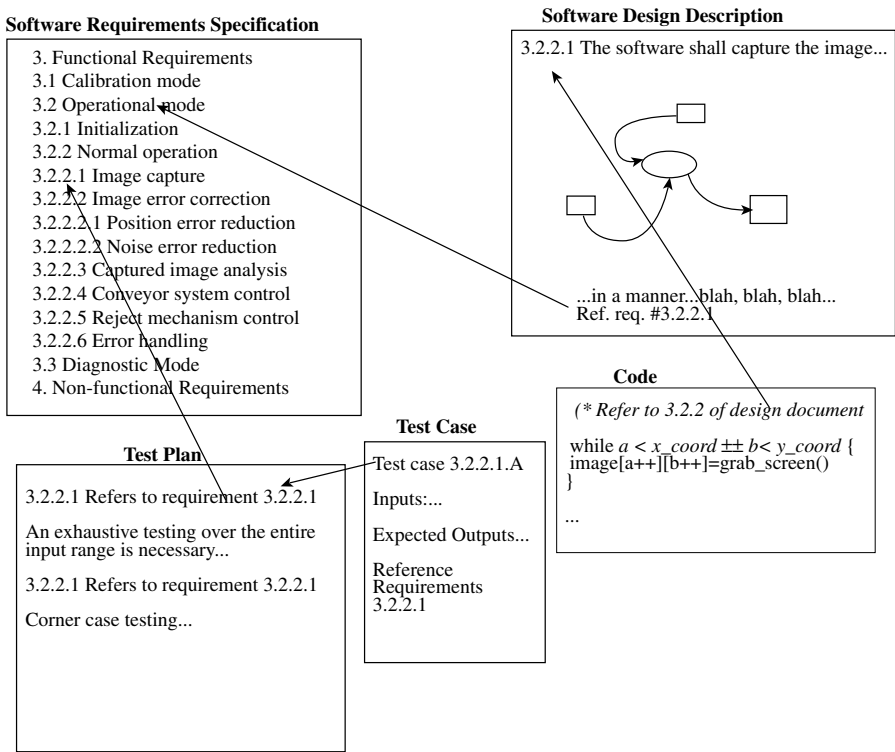 Software Requirements Specification
3. Functional Requirements
3.1 Calibration mode
3.2 Operational mode
3.2.1 Initialization
3.2.2 Normal operation
3.2.2.1 Image capture
3.2.2.2 Image error correction
3.2.2.2.1 Position error reduction
3.2.2.2.2 Noise error reduction
3.2.2.3 Captured image analysis
3.2.2.4 Conveyor system control
3.2.2.5 Reject mechanism control
3.2.2.6 Error handling
3.3 Diagnostic Mode
4. Non-functional Requirements
Software Design Description
3.2.2.1 The software shall capture the image...
...in a manner...blah, blah, blah...
Ref. req. #3.2.2.1
Code
(* Refer to 3.2.2 of design document
while a < x_coord ±± b< y_coord {
image[a++][b++]=grab_screen()
}
...
Test Plan
3.2.2.1 Refers to requirement 3.2.2.1
An exhaustive testing over the entire
input range is necessary...
3.2.2.1 Refers to requirement 3.2.2.1
Corner case testing...
Test Case
Test case 3.2.2.1.A
Inputs:...
Expected Outputs...
Reference
Requirements
3.2.2.1